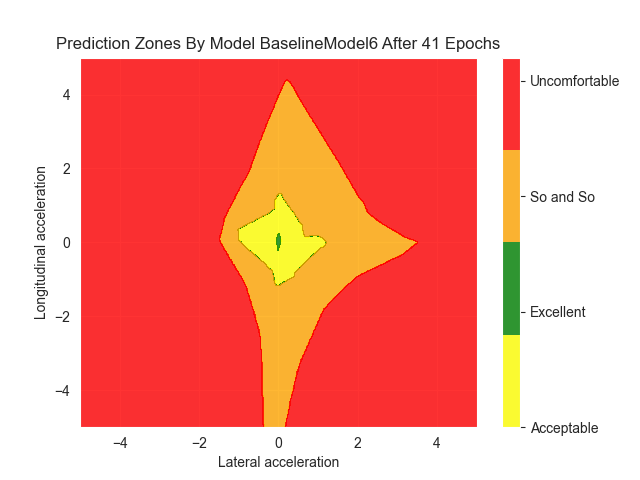 Prediction Zones By Model BaselineModel6 After 41 Epochs
Uncomfortable
So and So
Excellent
Acceptable
Longitudinal acceleration
4
2
0
−2
−4
−4
−2
0
2
4
Lateral acceleration